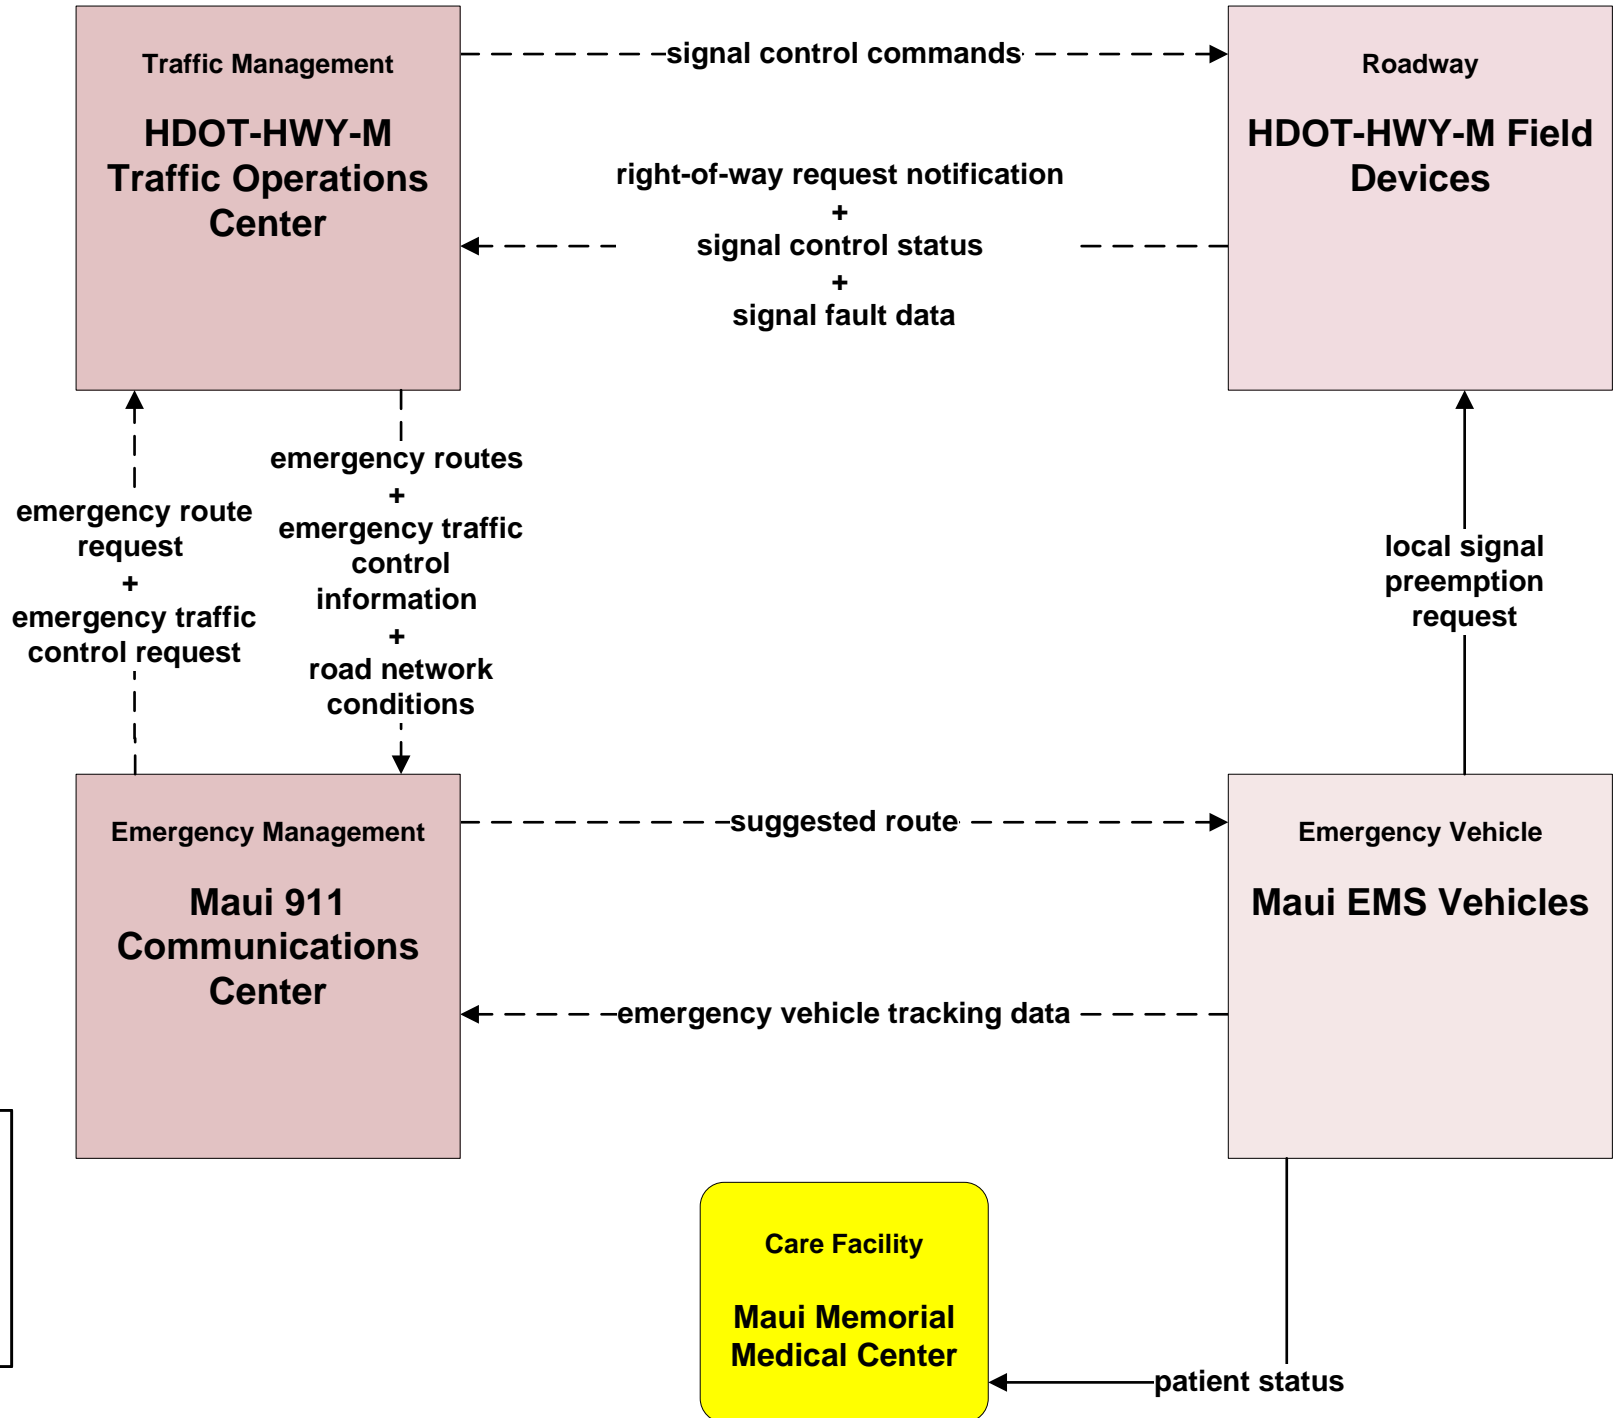 Traffic Management
HDOT-HWY-M
Traffic Operations
Center
signal control commands
Roadway
HDOT-HWY-M Field
Devices
right-of-way request notification
+
signal control status
+
signal fault data
emergency route
request
+
emergency traffic
control request
emergency routes
+
emergency traffic
control
information
+
road network
conditions
local signal
preemption
request
Emergency Management
Maui 911
Communications
Center
suggested route
Emergency Vehicle
Maui EMS Vehicles
emergency vehicle tracking data
Care Facility
Maui Memorial
Medical Center
patient status